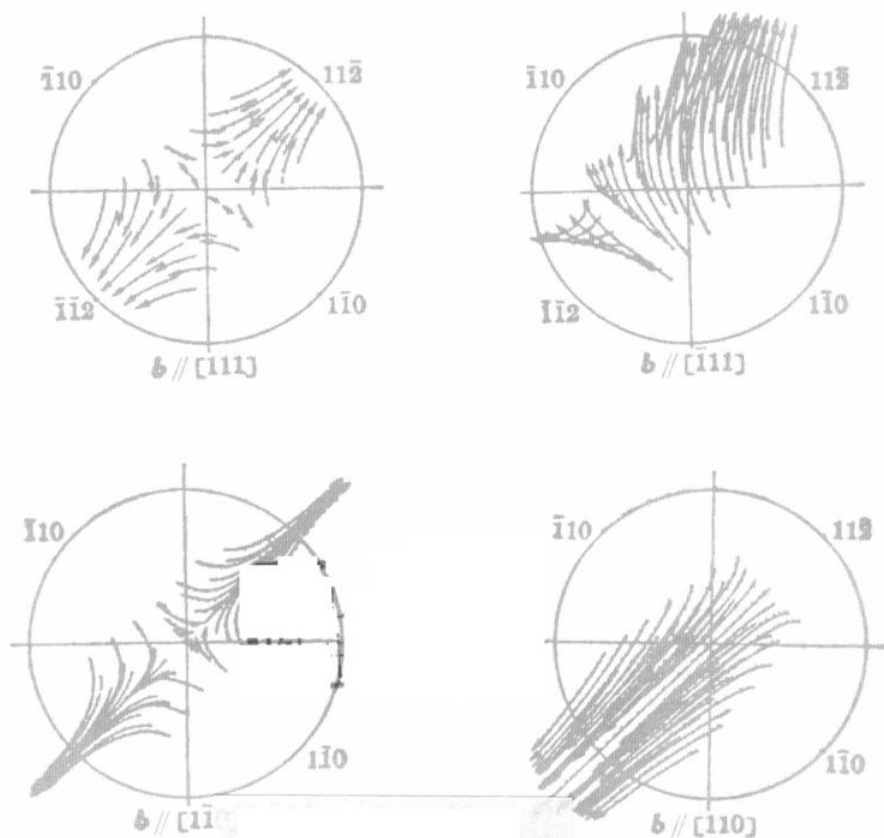 1̄10 112̄ 1̄10 112̄
1̄1̄2 11̄0 1̄1̄2 11̄0
b // [111] b // [1̄11]
1̄10 1̄10 112̄
11̄0 11̄0
b // [11̄ b // [110]